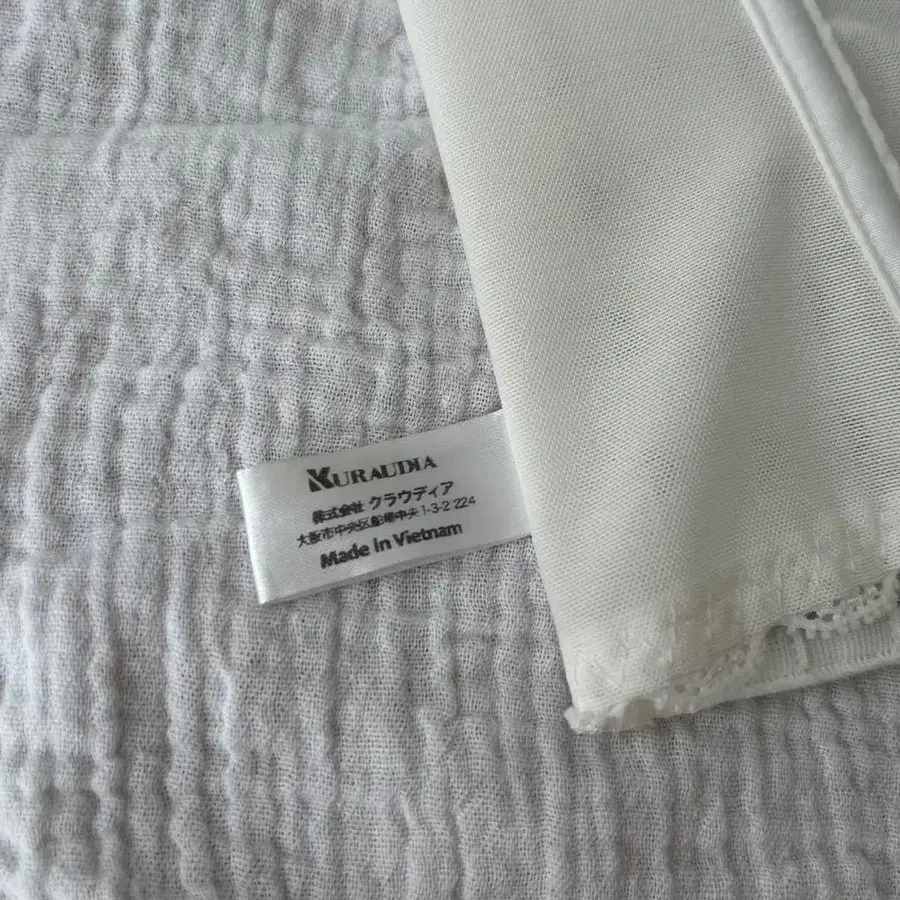 KURAUDIA
株式会社 クラウディア
大阪市中央区船場中央1-3-2 224
Made in Vietnam